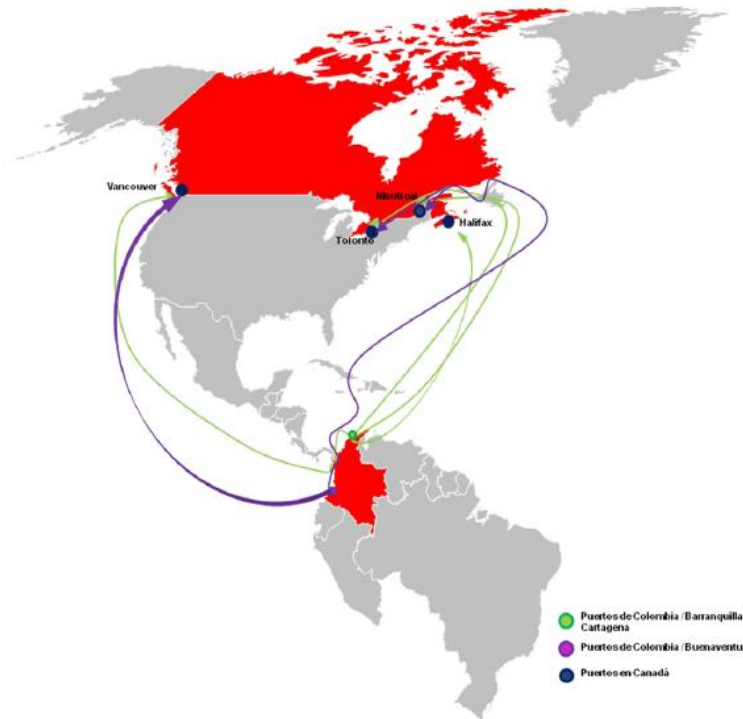 Vancouver
Montreal
Halifax
Toronto
Puertos de Colombia / Barranquilla
Cartagena
Puertos de Colombia / Buenaventu
Puertos en Canadá